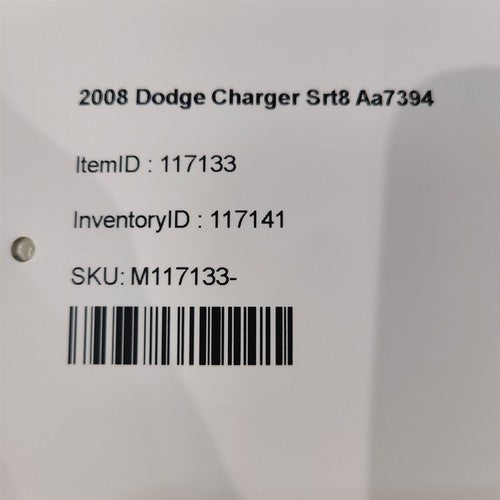 2008 Dodge Charger Srt8 Aa7394
ItemID : 117133
InventoryID : 117141
SKU: M117133-